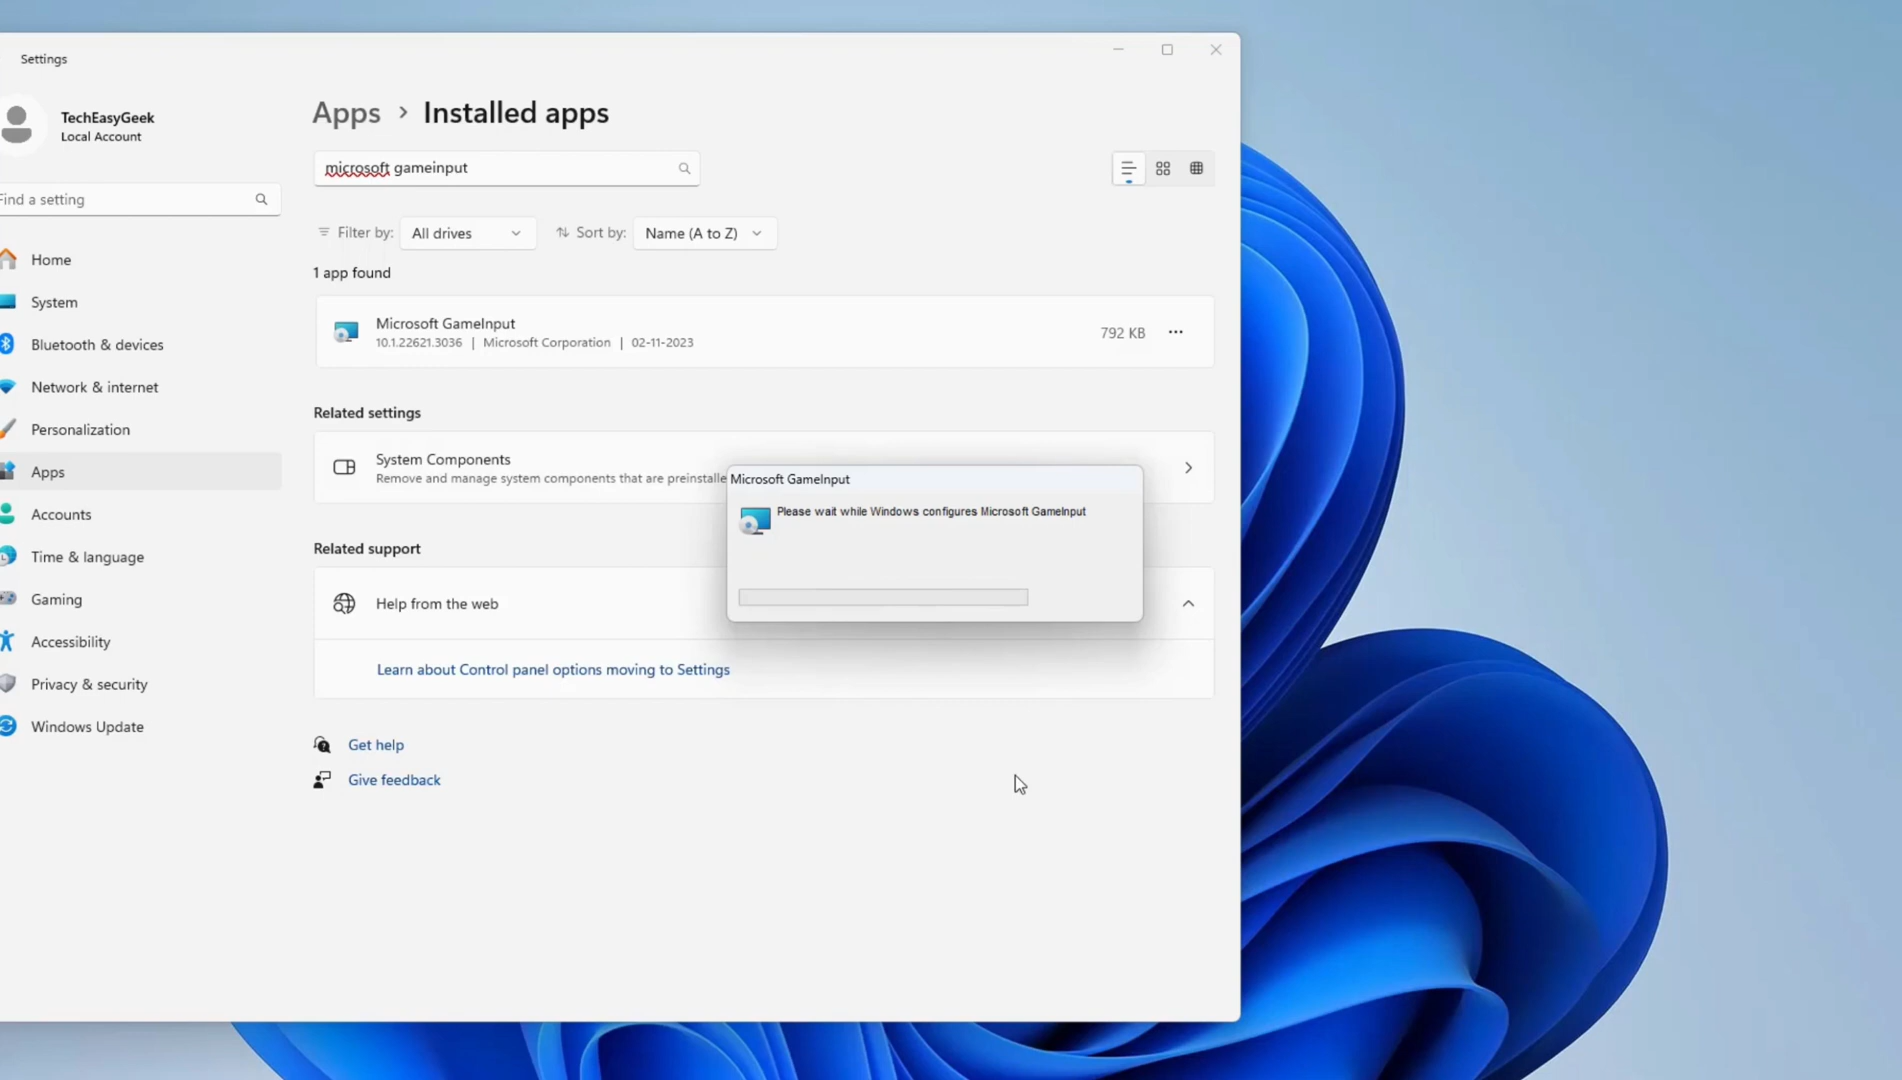 Settings
TechEasyGeek
Local Account
Find a setting
Home
System
Bluetooth & devices
Network & internet
Personalization
Apps
Accounts
Time & language
Gaming
Accessibility
Privacy & security
Windows Update
Apps > Installed apps
microsoft gameinput
Filter by: All drives Sort by: Name (A to Z)
1 app found
Microsoft GameInput
10.1.22621.3036 | Microsoft Corporation | 02-11-2023
792 KB
Related settings
System Components
Remove and manage system components that are preinstalle
Microsoft GameInput
Please wait while Windows configures Microsoft GameInput
Related support
Help from the web
Learn about Control panel options moving to Settings
Get help
Give feedback